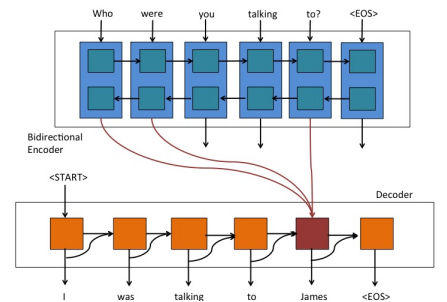 Who were you talking to? <EOS>
Bidirectional
Encoder
<START>
Decoder
I was talking to James <EOS>